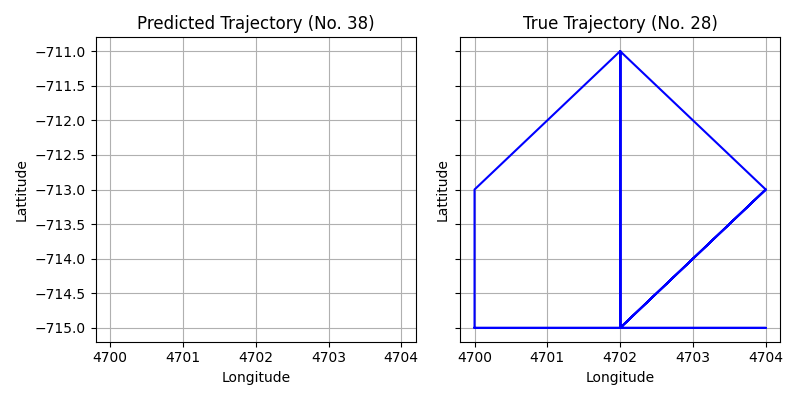 Predicted Trajectory (No. 38)
True Trajectory (No. 28)
Lattitude
−711.0
−711.5
−712.0
−712.5
−713.0
−713.5
−714.0
−714.5
−715.0
4700 4701 4702 4703 4704
Longitude
Lattitude
4700 4701 4702 4703 4704
Longitude